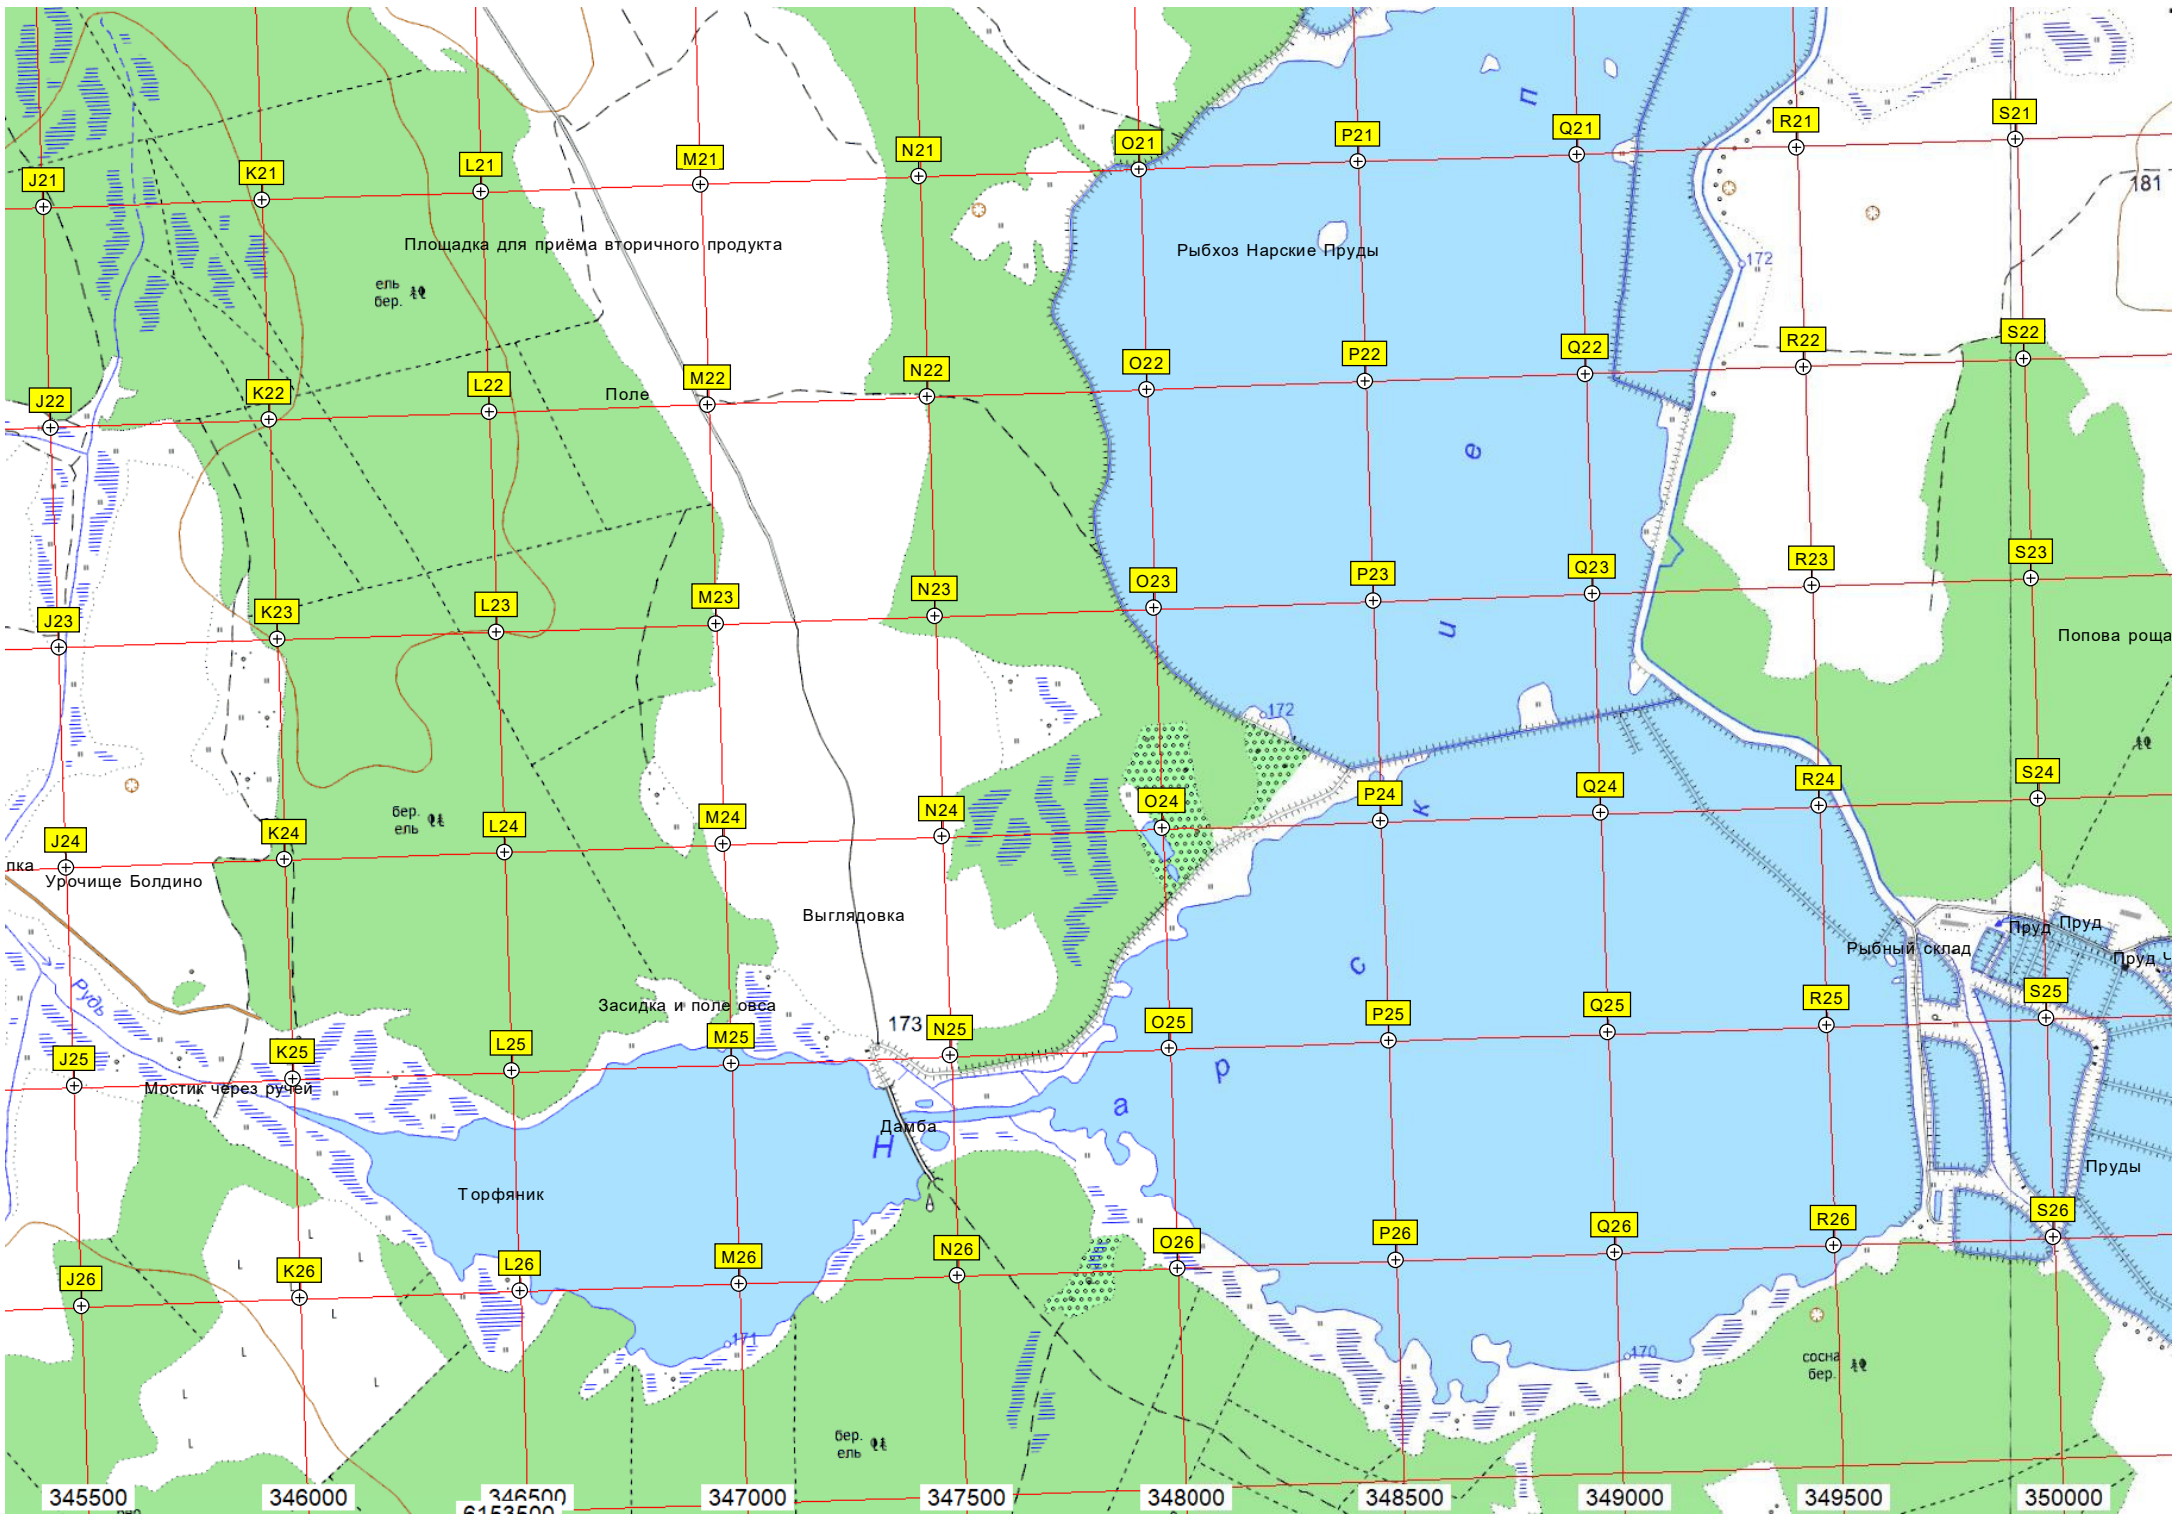 п
S21
R21
Q21
P21
O21
N21
M21
L21
K21
J21
181
Площадка для приёма вторичного продукта
Рыбхоз Нарские Пруды
172
ель
бер.
S22
R22
Q22
P22
O22
N22
M22
L22
K22
J22
Поле
е
S23
R23
Q23
P23
O23
N23
M23
L23
K23
J23
и
Попова роща
172
S24
R24
Q24
P24
O24
N24
M24
L24
K24
J24
к
бер.
ель
лка
Урочище Болдино
Выглядовка
Пруд
Пруд
Рыбный склад
Пруд Ч
с
Рудь
Засидка и поле овса
173
S25
R25
Q25
P25
O25
N25
M25
L25
K25
J25
р
Мостик через ручей
а
Дамба
Н
Пруды
Торфяник
S26
R26
Q26
P26
O26
N26
M26
L26
K26
J26
171
170
сосна
бер.
бер.
ель
345500
346000
346500
347000
347500
348000
348500
349000
349500
350000
6153500